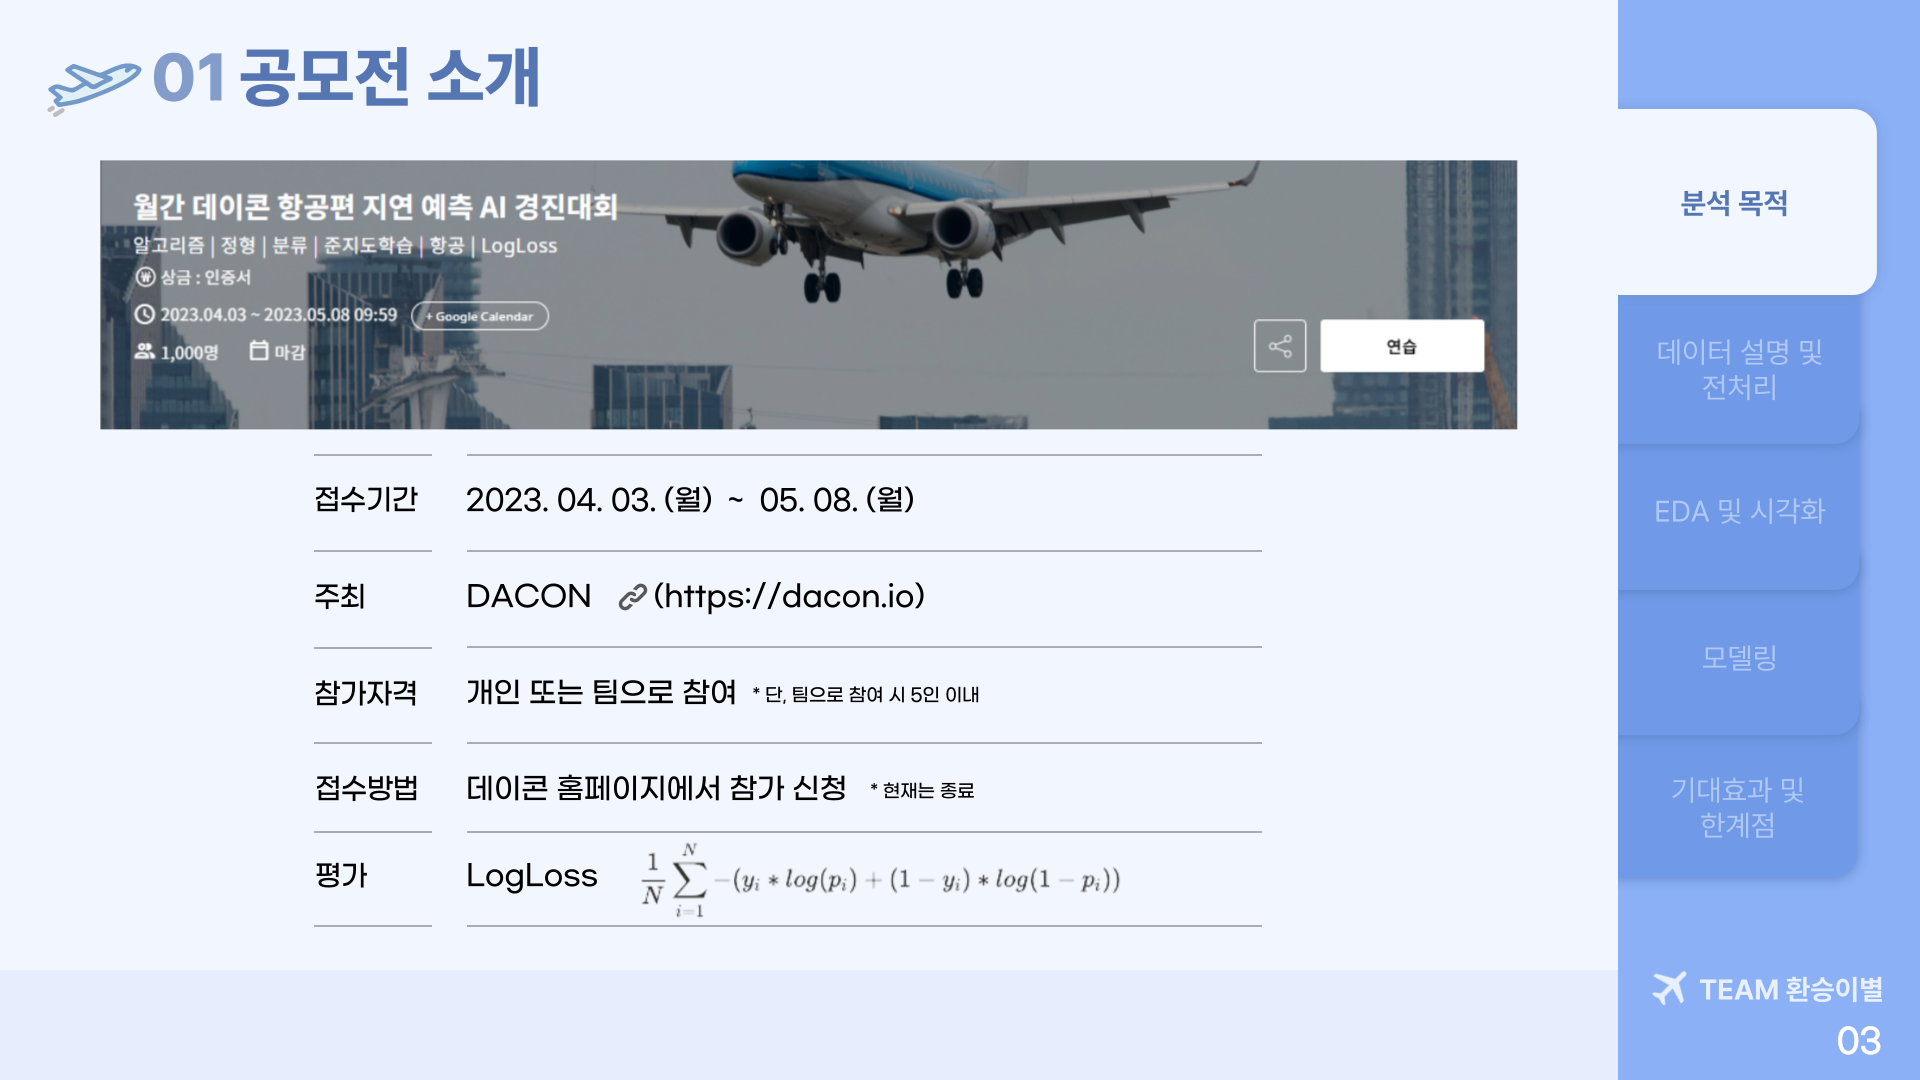 01 공모전 소개
월간 데이콘 항공편 지연 예측 AI 경진대회
알고리즘 | 정형 | 분류 | 준지도학습 | 항공 | LogLoss
₩ 상금 : 인증서
2023.04.03 ~ 2023.05.08 09:59 + Google Calendar
1,000명 마감
연습
접수기간 2023. 04. 03. (월) ~ 05. 08. (월)
주최 DACON (https://dacon.io)
참가자격 개인 또는 팀으로 참여 * 단, 팀으로 참여 시 5인 이내
접수방법 데이콘 홈페이지에서 참가 신청 * 현재는 종료
평가 LogLoss \frac{1}{N}\sum_{i=1}^{N}-(y_i * log(p_i) + (1 − y_i) * log(1 − p_i))
분석 목적
데이터 설명 및
전처리
EDA 및 시각화
모델링
기대효과 및
한계점
TEAM 환승이별
03